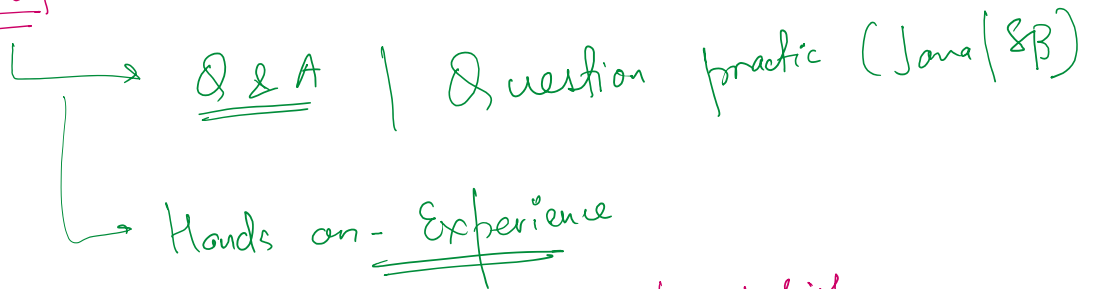 Q & A | Question practic (Java | SB)
Hands on - Experience